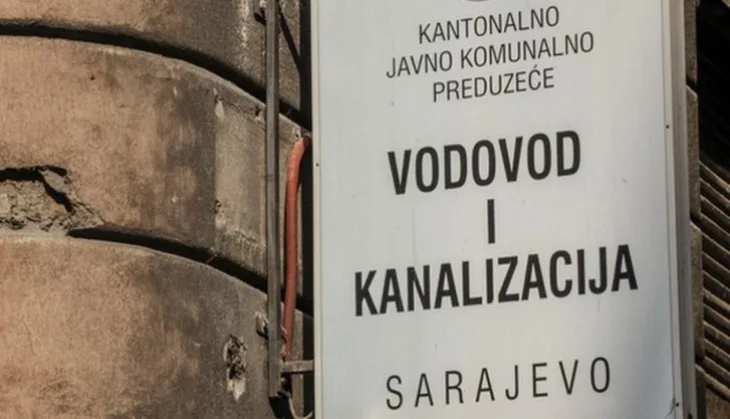 KANTONALNO
JAVNO KOMUNALNO
PREDUZEĆE
VODOVOD
I
KANALIZACIJA
SARAJEVO